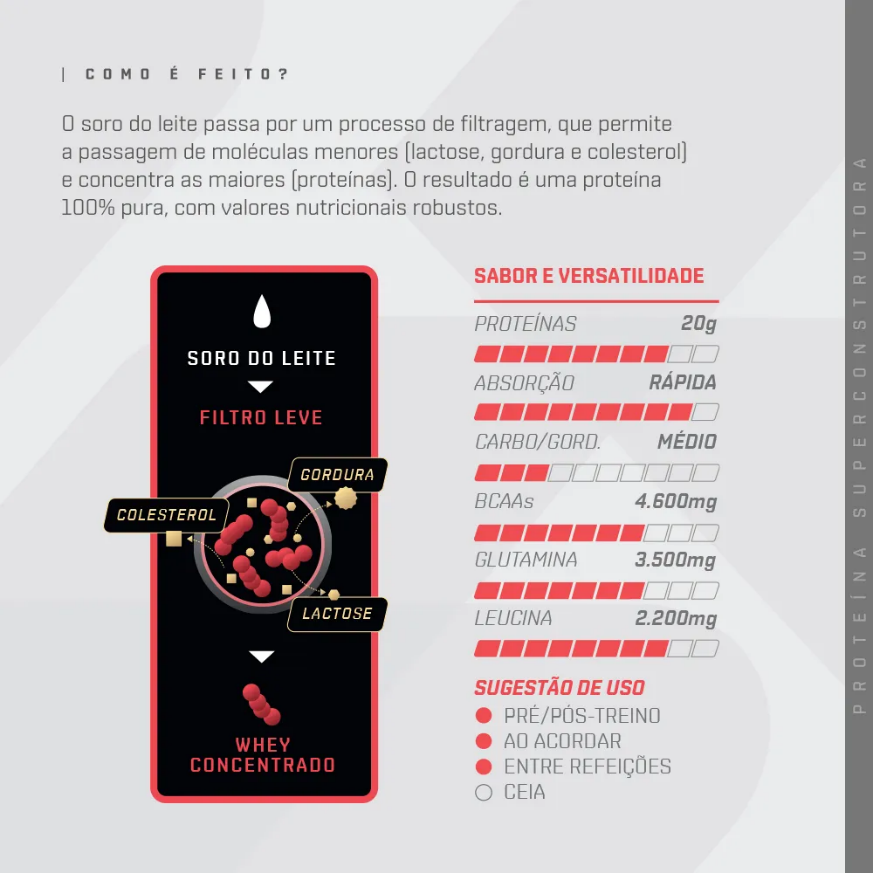 | COMO É FEITO?
O soro do leite passa por um processo de filtragem, que permite
a passagem de moléculas menores (lactose, gordura e colesterol)
e concentra as maiores (proteínas). O resultado é uma proteína
100% pura, com valores nutricionais robustos.
SORO DO LEITE
FILTRO LEVE
GORDURA
COLESTEROL
LACTOSE
WHEY
CONCENTRADO
SABOR E VERSATILIDADE
PROTEÍNAS 20g
ABSORÇÃO RÁPIDA
CARBO/GORD. MÉDIO
BCAAs 4.600mg
GLUTAMINA 3.500mg
LEUCINA 2.200mg
SUGESTÃO DE USO
PRÉ/PÓS-TREINO
AO ACORDAR
ENTRE REFEIÇÕES
CEIA
PROTEÍNA SUPERCONSTRUTORA